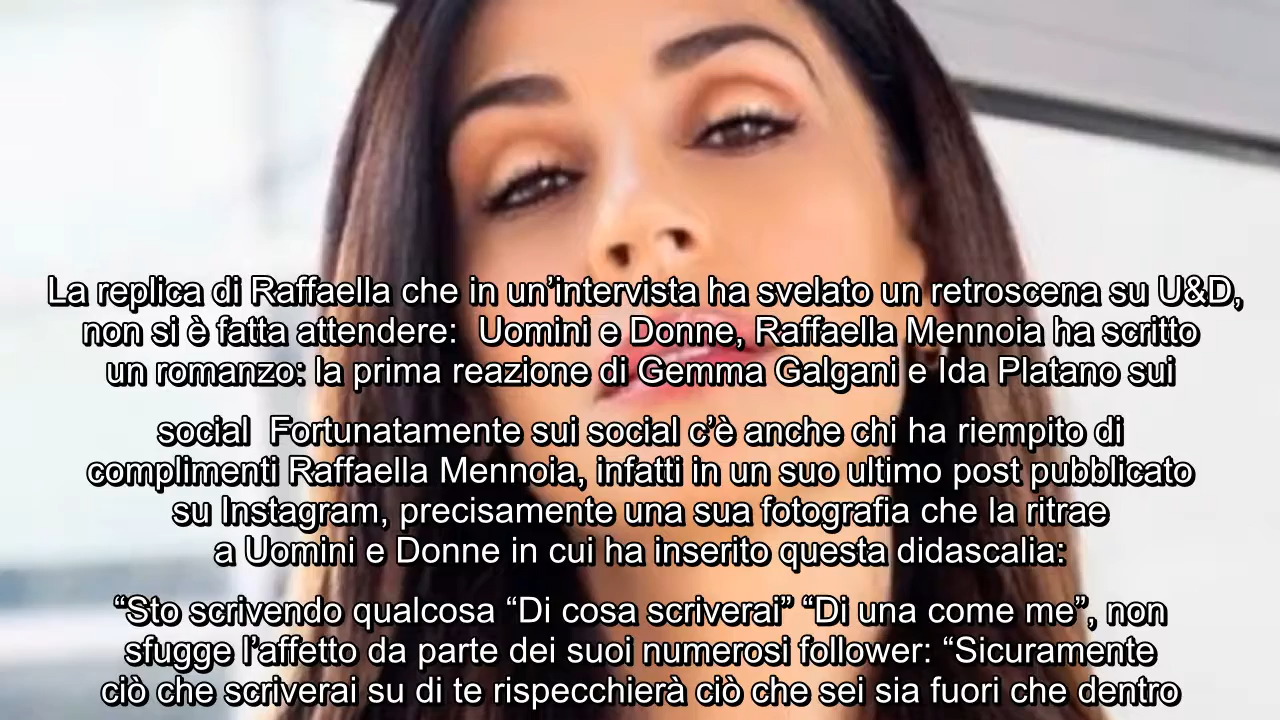 La replica di Raffaella che in un’intervista ha svelato un retroscena su U&D,
non si è fatta attendere:  Uomini e Donne, Raffaella Mennoia ha scritto
un romanzo: la prima reazione di Gemma Galgani e Ida Platano sui
social  Fortunatamente sui social c’è anche chi ha riempito di
complimenti Raffaella Mennoia, infatti in un suo ultimo post pubblicato
su Instagram, precisamente una sua fotografia che la ritrae
a Uomini e Donne in cui ha inserito questa didascalia:
“Sto scrivendo qualcosa “Di cosa scriverai” “Di una come me”, non
sfugge l’affetto da parte dei suoi numerosi follower: “Sicuramente
ciò che scriverai su di te rispecchierà ciò che sei sia fuori che dentro